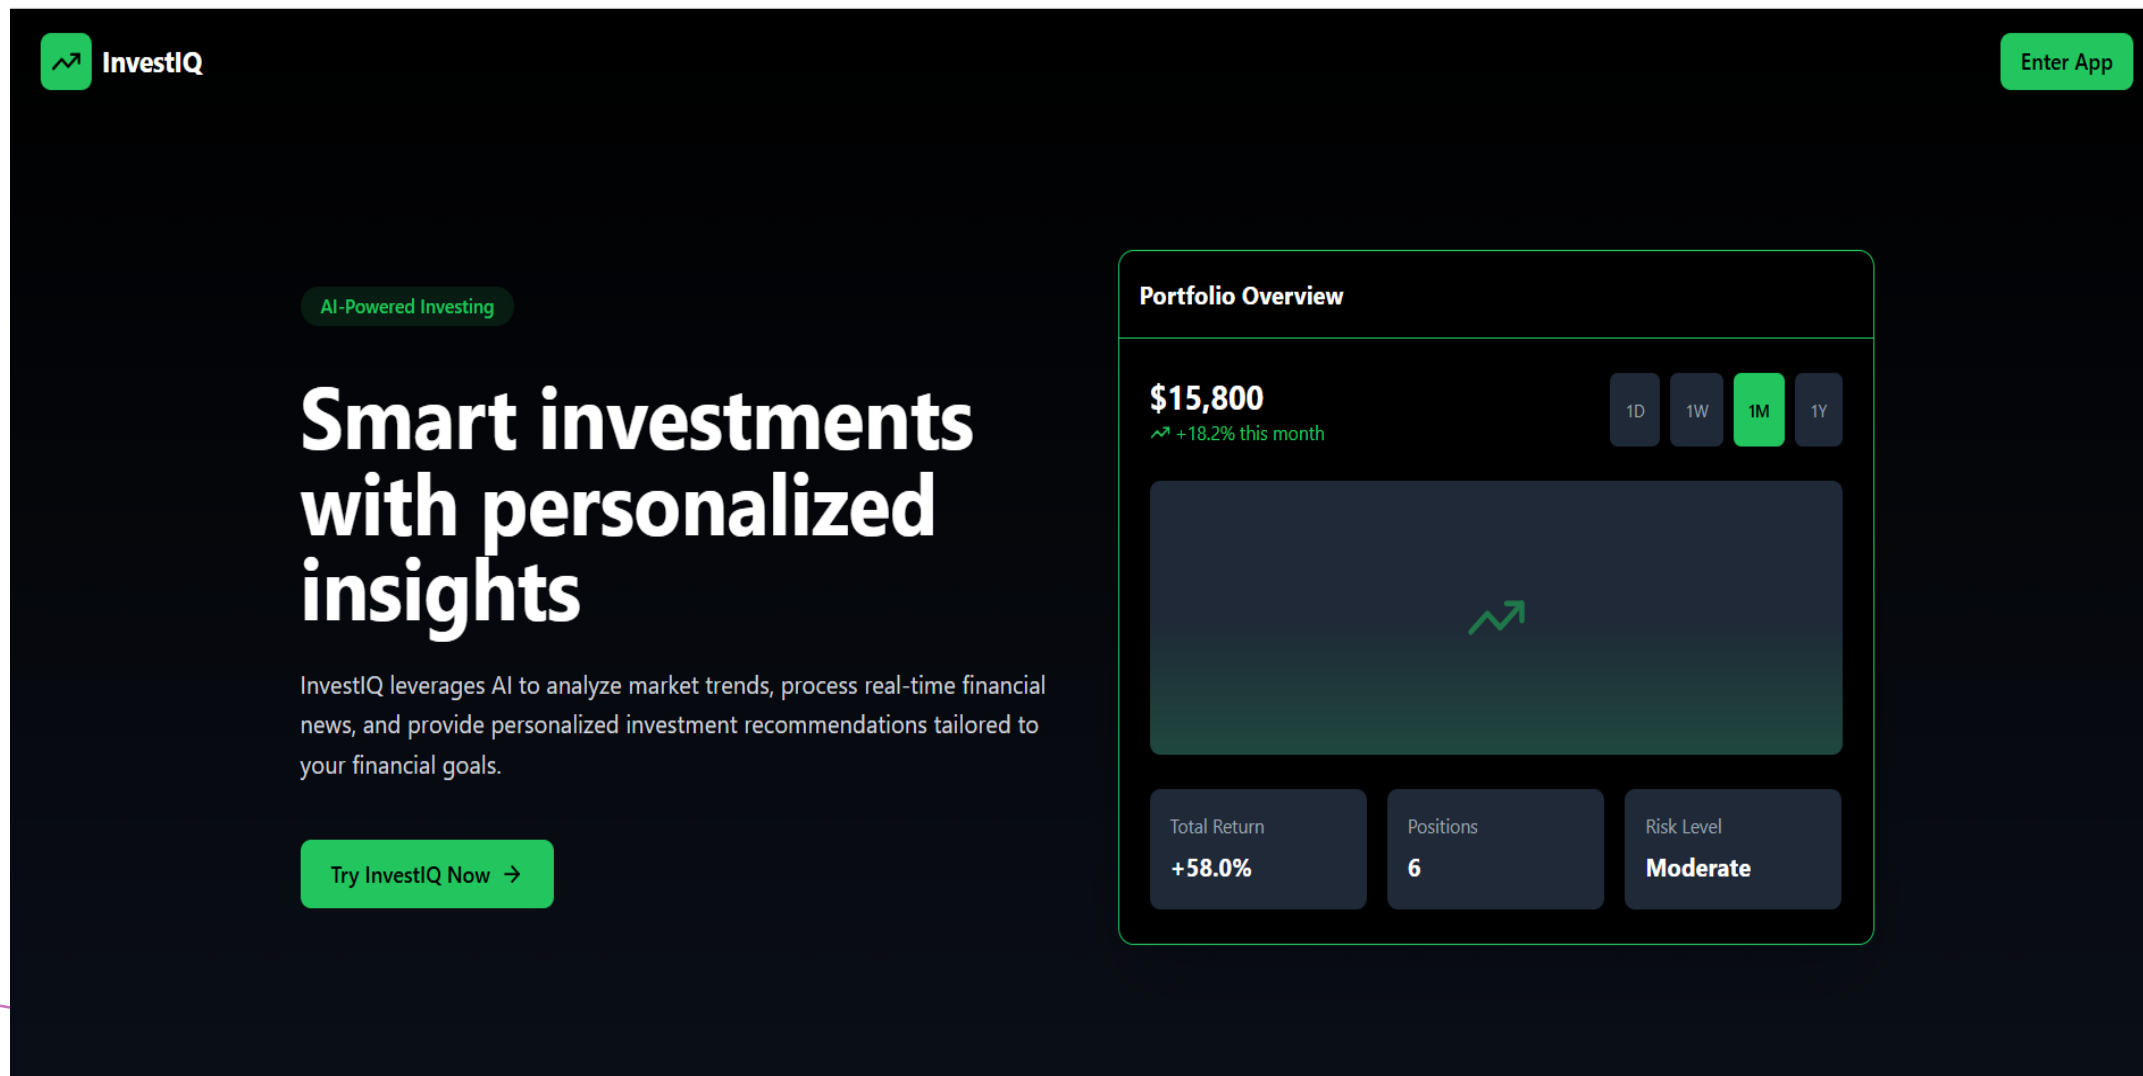 InvestIQ
Enter App
AI-Powered Investing
Smart investments
with personalized
insights
InvestIQ leverages AI to analyze market trends, process real-time financial
news, and provide personalized investment recommendations tailored to
your financial goals.
Try InvestIQ Now →
Portfolio Overview
$15,800
+18.2% this month
1D 1W 1M 1Y
Total Return
+58.0%
Positions
6
Risk Level
Moderate